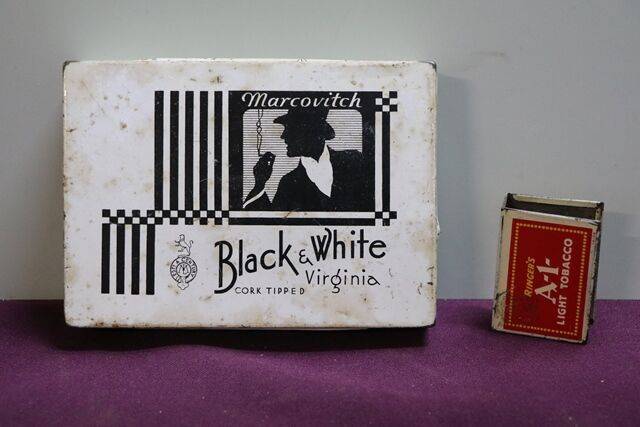 Marcovitch
Black & White
Virginia
CORK TIPPED
RINGER'S
A-1-
LIGHT TOBACCO